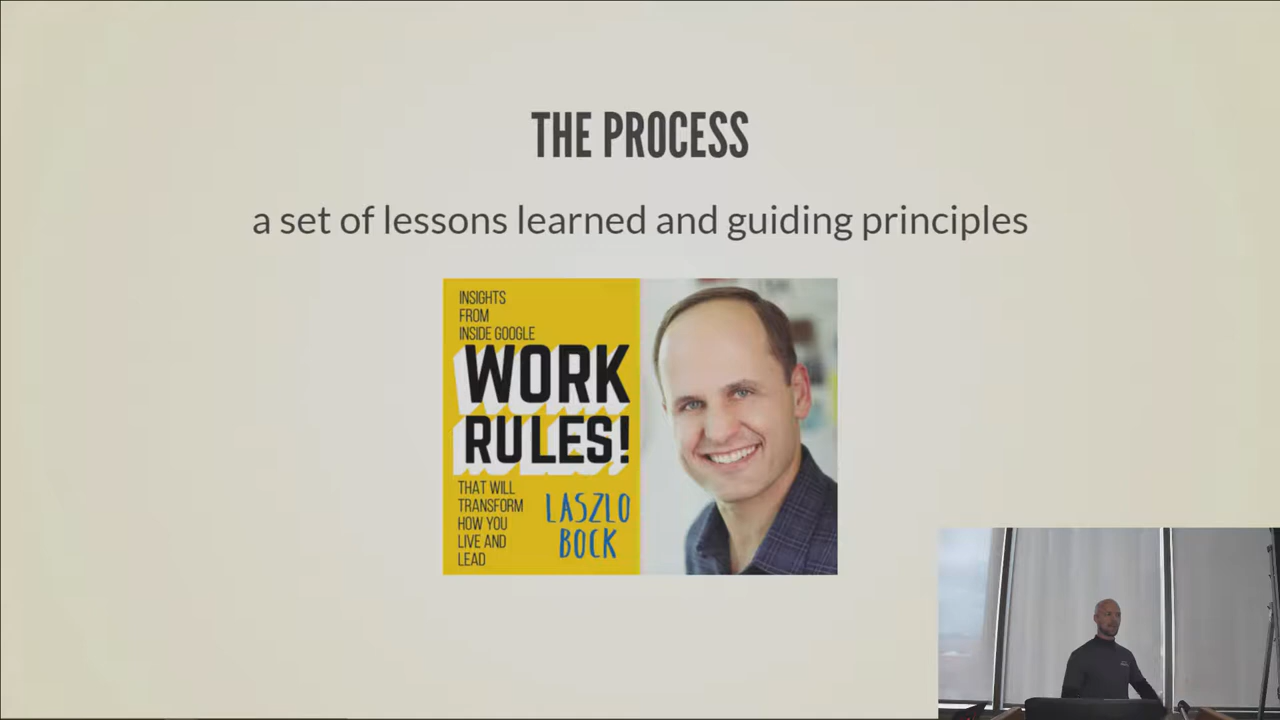 THE PROCESS
a set of lessons learned and guiding principles
INSIGHTS
FROM
INSIDE GOOGLE
WORK
RULES!
THAT WILL
TRANSFORM
HOW YOU
LIVE AND
LEAD
LASZLO
BOCK